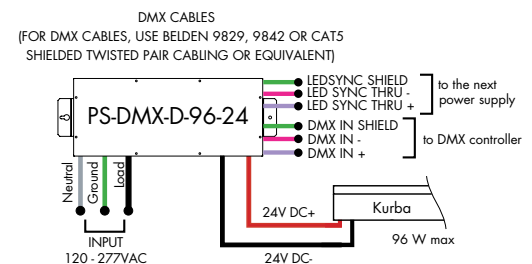 DMX CABLES
(FOR DMX CABLES, USE BELDEN 9829, 9842 OR CAT5
SHIELDED TWISTED PAIR CABLING OR EQUIVALENT)
LEDSYNC SHIELD
LED SYNC THRU -
LED SYNC THRU +
to the next
power supply
PS-DMX-D-96-24
DMX IN SHIELD
DMX IN -
DMX IN +
to DMX controller
Neutral
Ground
Load
24V DC+
Kurba
INPUT
120 - 277VAC
24V DC-
96 W max